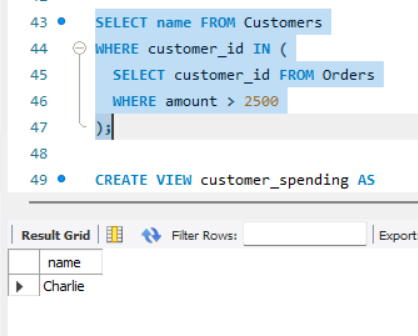 43 SELECT name FROM Customers
44 WHERE customer_id IN (
45 SELECT customer_id FROM Orders
46 WHERE amount > 2500
47 );
48
49 CREATE VIEW customer_spending AS
Result Grid Filter Rows: Export:
name
Charlie